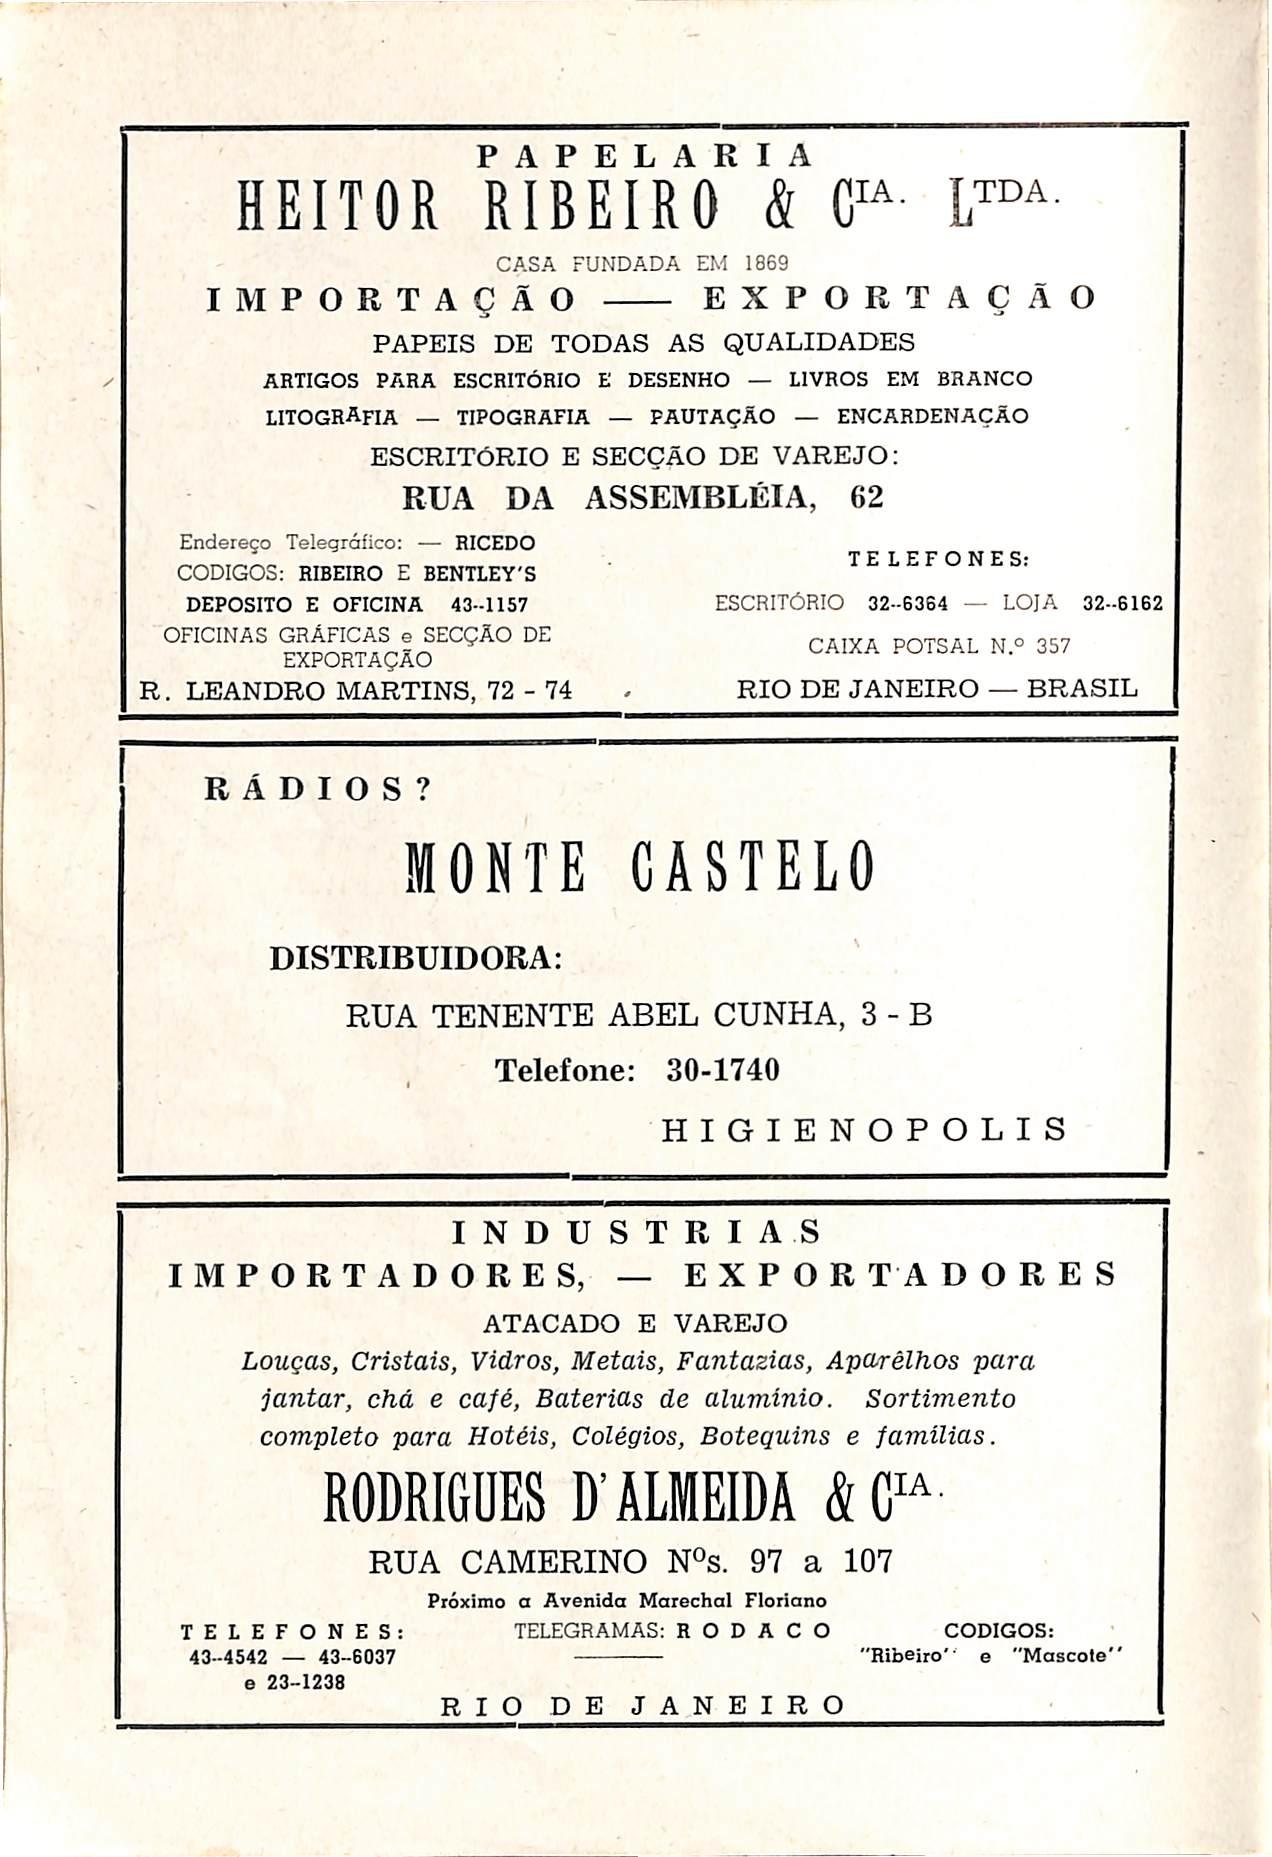 PAPELARIA
HEITOR RIBEIRO & CIA. LTDA.
CASA FUNDADA EM 1869
IMPORTAÇÃO — EXPORTAÇÃO
PAPEIS DE TODAS AS QUALIDADES
ARTIGOS PARA ESCRITÓRIO E DESENHO — LIVROS EM BRANCO
LITOGRAFIA — TIPOGRAFIA — PAUTAÇÃO — ENCARDENAÇÃO
ESCRITÓRIO E SECÇÃO DE VAREJO:
RUA DA ASSEMBLÉIA, 62
Endereço Telegráfico: — RICEDO
CODIGOS: RIBEIRO E BENTLEY'S
DEPOSITO E OFICINA 43--1157
OFICINAS GRÁFICAS e SECÇÃO DE
EXPORTAÇÃO
R. LEANDRO MARTINS, 72 - 74
TELEFONES:
ESCRITÓRIO 32--6364 — LOJA 32--6162
CAIXA POTSAL N.º 357
RIO DE JANEIRO — BRASIL
RÁDIOS?
MONTE CASTELO
DISTRIBUIDORA:
RUA TENENTE ABEL CUNHA, 3 - B
Telefone: 30-1740
HIGIENOPOLIS
INDUSTRIAS
IMPORTADORES, — EXPORTADORES
ATACADO E VAREJO
Louças, Cristais, Vidros, Metais, Fantazias, Aparêlhos para
jantar, chá e café, Baterias de alumínio. Sortimento
completo para Hotéis, Colégios, Botequins e famílias.
RODRIGUES D'ALMEIDA & CIA.
RUA CAMERINO Nºs. 97 a 107
Próximo a Avenida Marechal Floriano
TELEFONES:
43--4542 — 43--6037
e 23--1238
TELEGRAMAS: RODACO
CODIGOS:
"Ribeiro" e "Mascote"
RIO DE JANEIRO